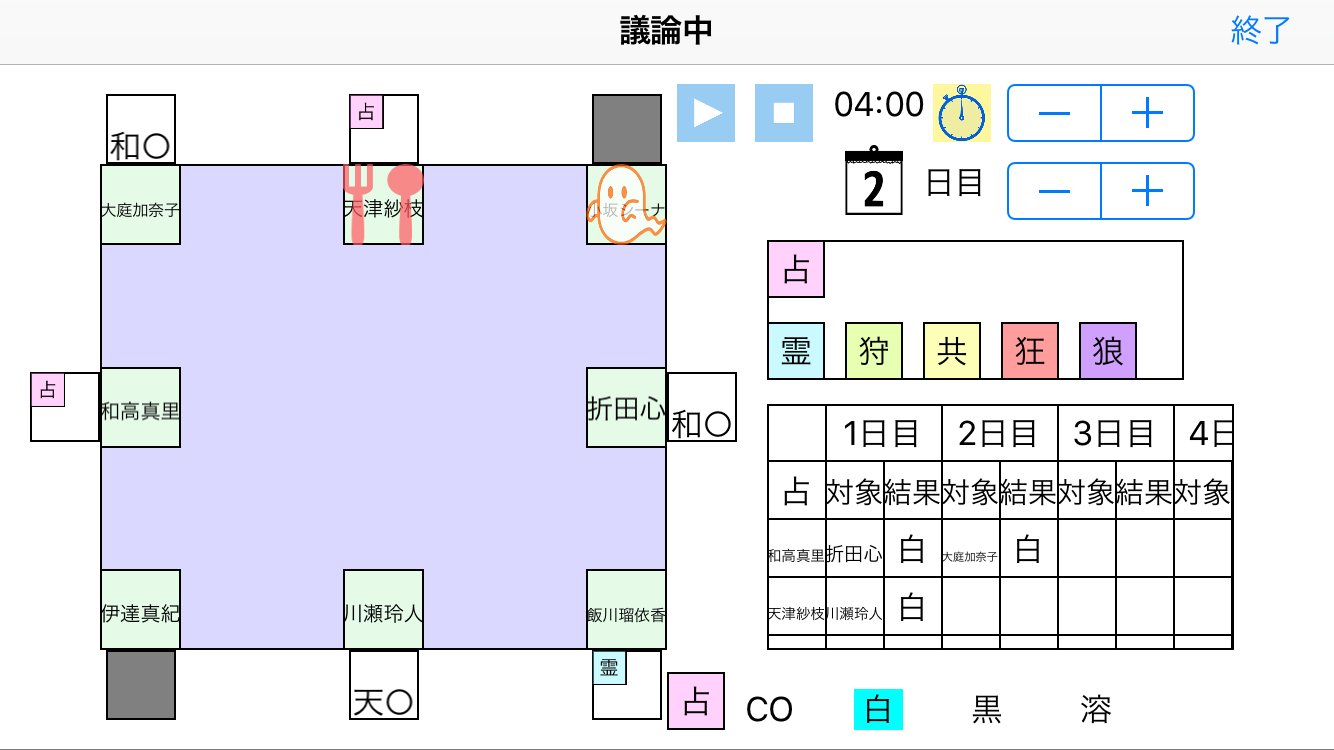 議論中
終了
和〇
占
04:00
2
日目
大庭加奈子
天津紗枝
小坂シーナ
占
占
和高真里
折田心
和〇
霊
狩
共
狂
狼
1日目 2日目 3日目 4日
占 対象 結果 対象 結果 対象 結果 対象
和高真里 折田心 白 大庭加奈子 白
天津紗枝 川瀬玲人 白
伊達真紀
川瀬玲人
飯川瑠依香
天〇
霊
占
CO
白
黒
溶